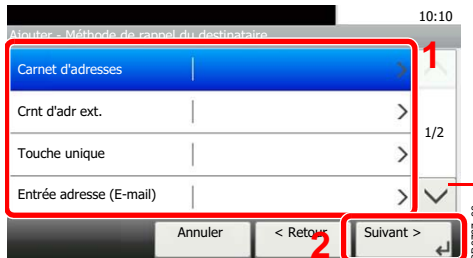 10:10
Ajouter - Méthode de rappel du destinataire
1
Carnet d'adresses
Crnt d'adr ext.
1/2
Touche unique
Entrée adresse (E-mail)
Annuler < Retour Suivant >
2